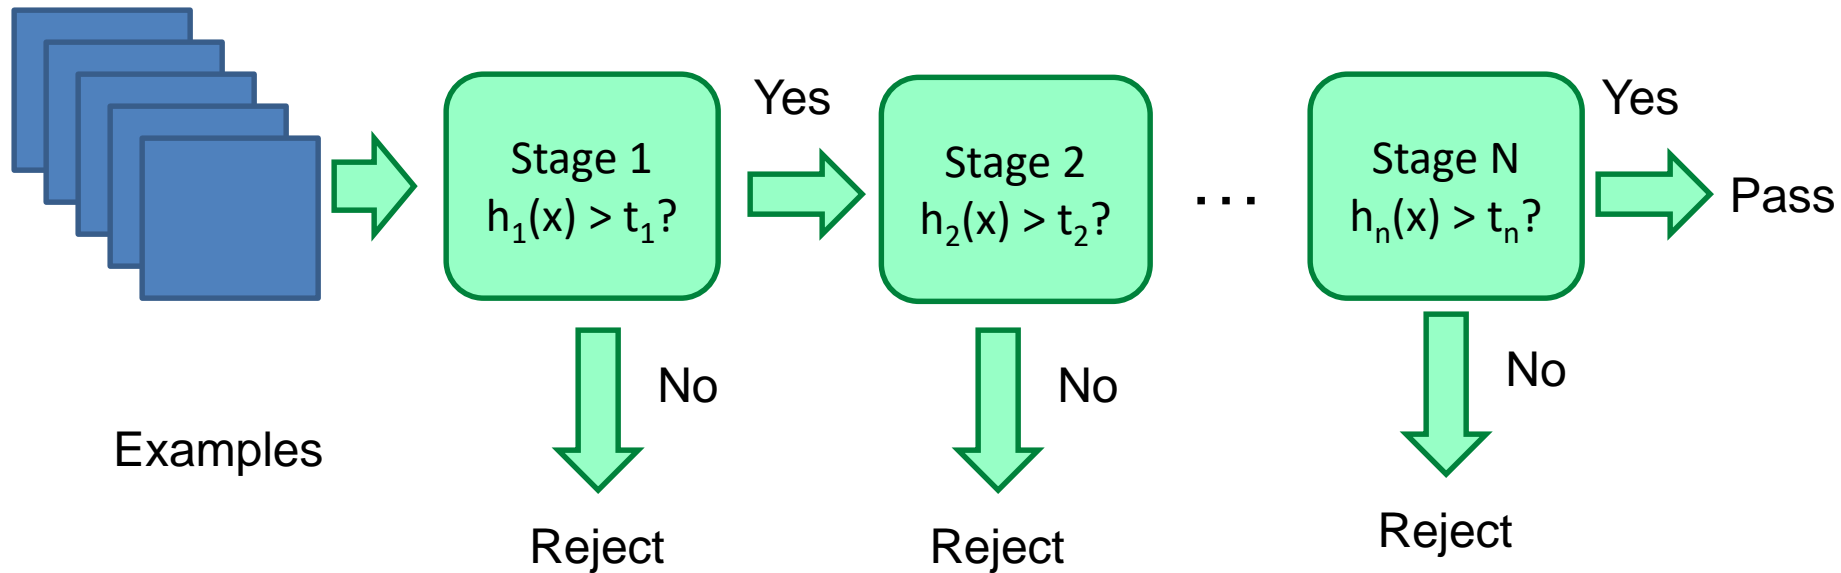 Examples
Stage 1
h₁(x) > t₁?
Yes
No
Reject
Stage 2
h₂(x) > t₂?
No
Reject
…
Stage N
hₙ(x) > tₙ?
Yes
Pass
No
Reject